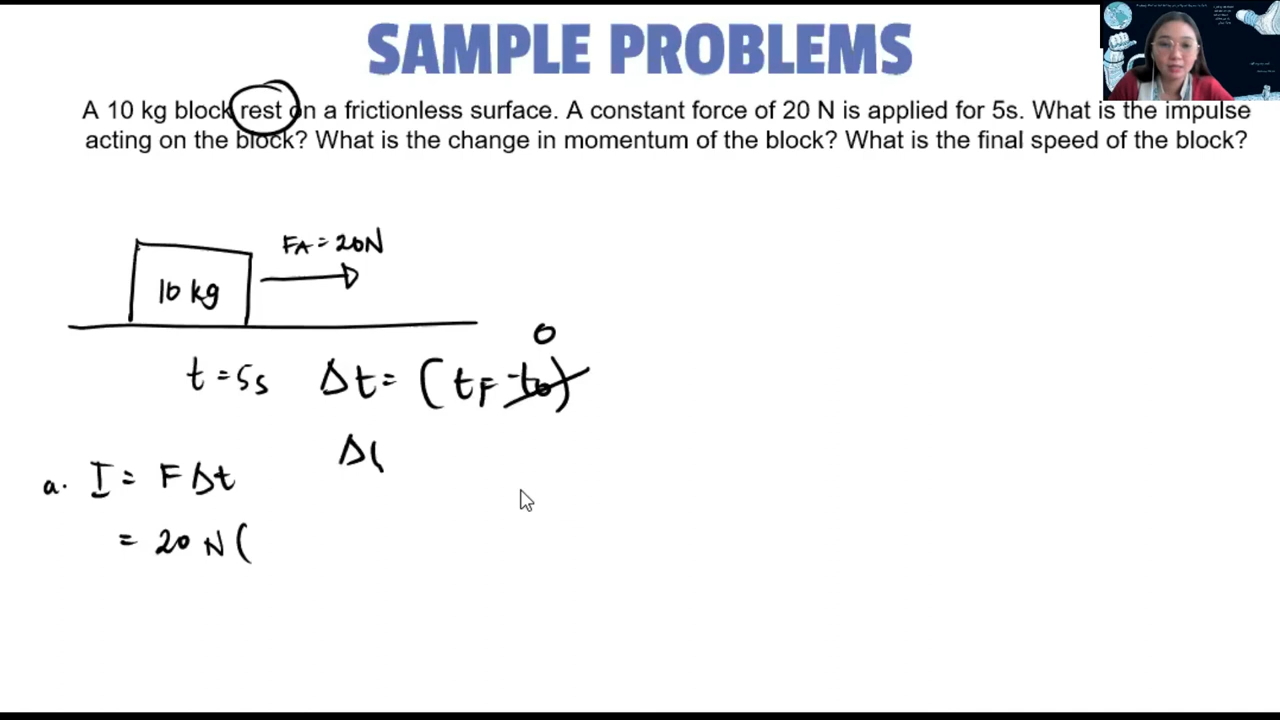 SAMPLE PROBLEMS
A 10 kg block rest on a frictionless surface. A constant force of 20 N is applied for 5s. What is the impulse
acting on the block? What is the change in momentum of the block? What is the final speed of the block?
FA = 20N
10 kg
0
t = 5s Δt = (tF - t0)
Δ(
a. I = FΔt
= 20 N (